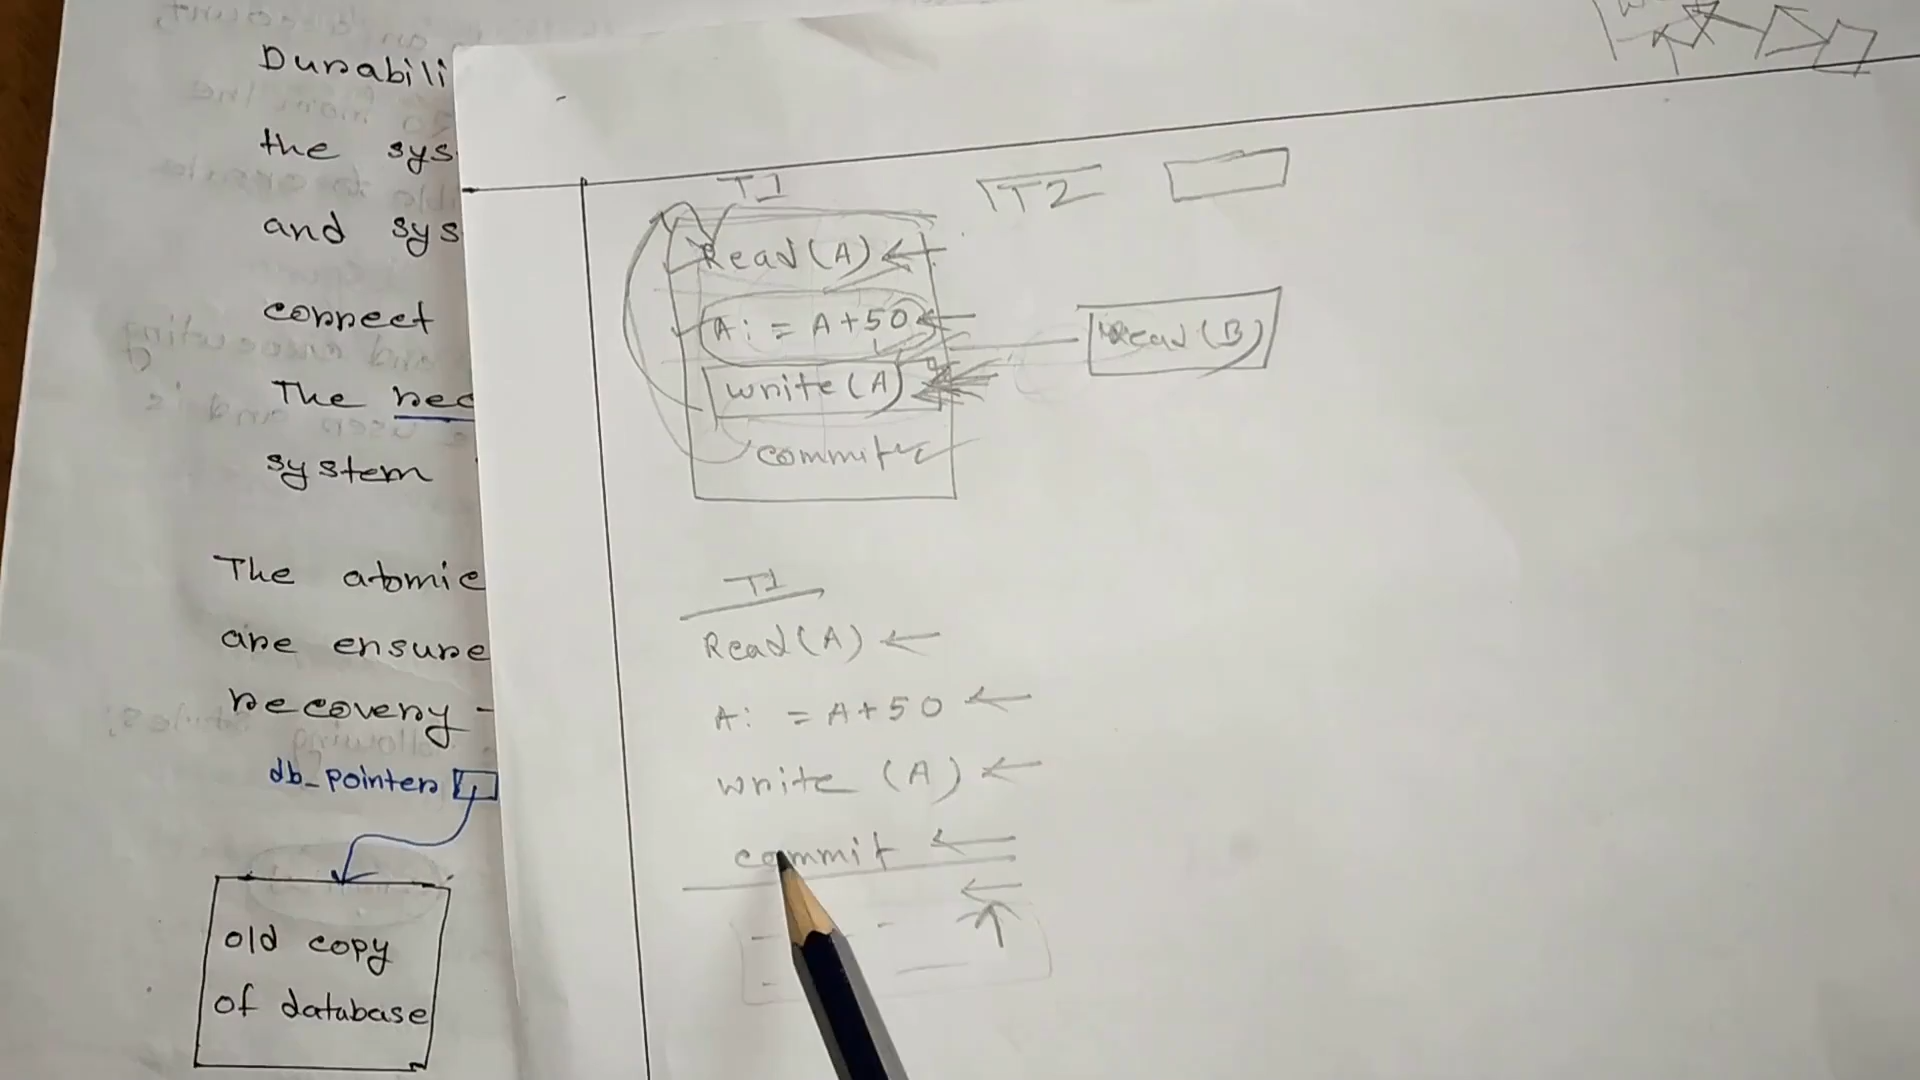 Durabili
the sys
and sys
correct
The rec
system
The atomic
are ensure
recovery -
db_pointer
old copy
of database
T1
T2
Read(A)
A: = A+50
Read(B)
write(A)
commit
T1
Read(A)
A: = A+50
write (A)
commit